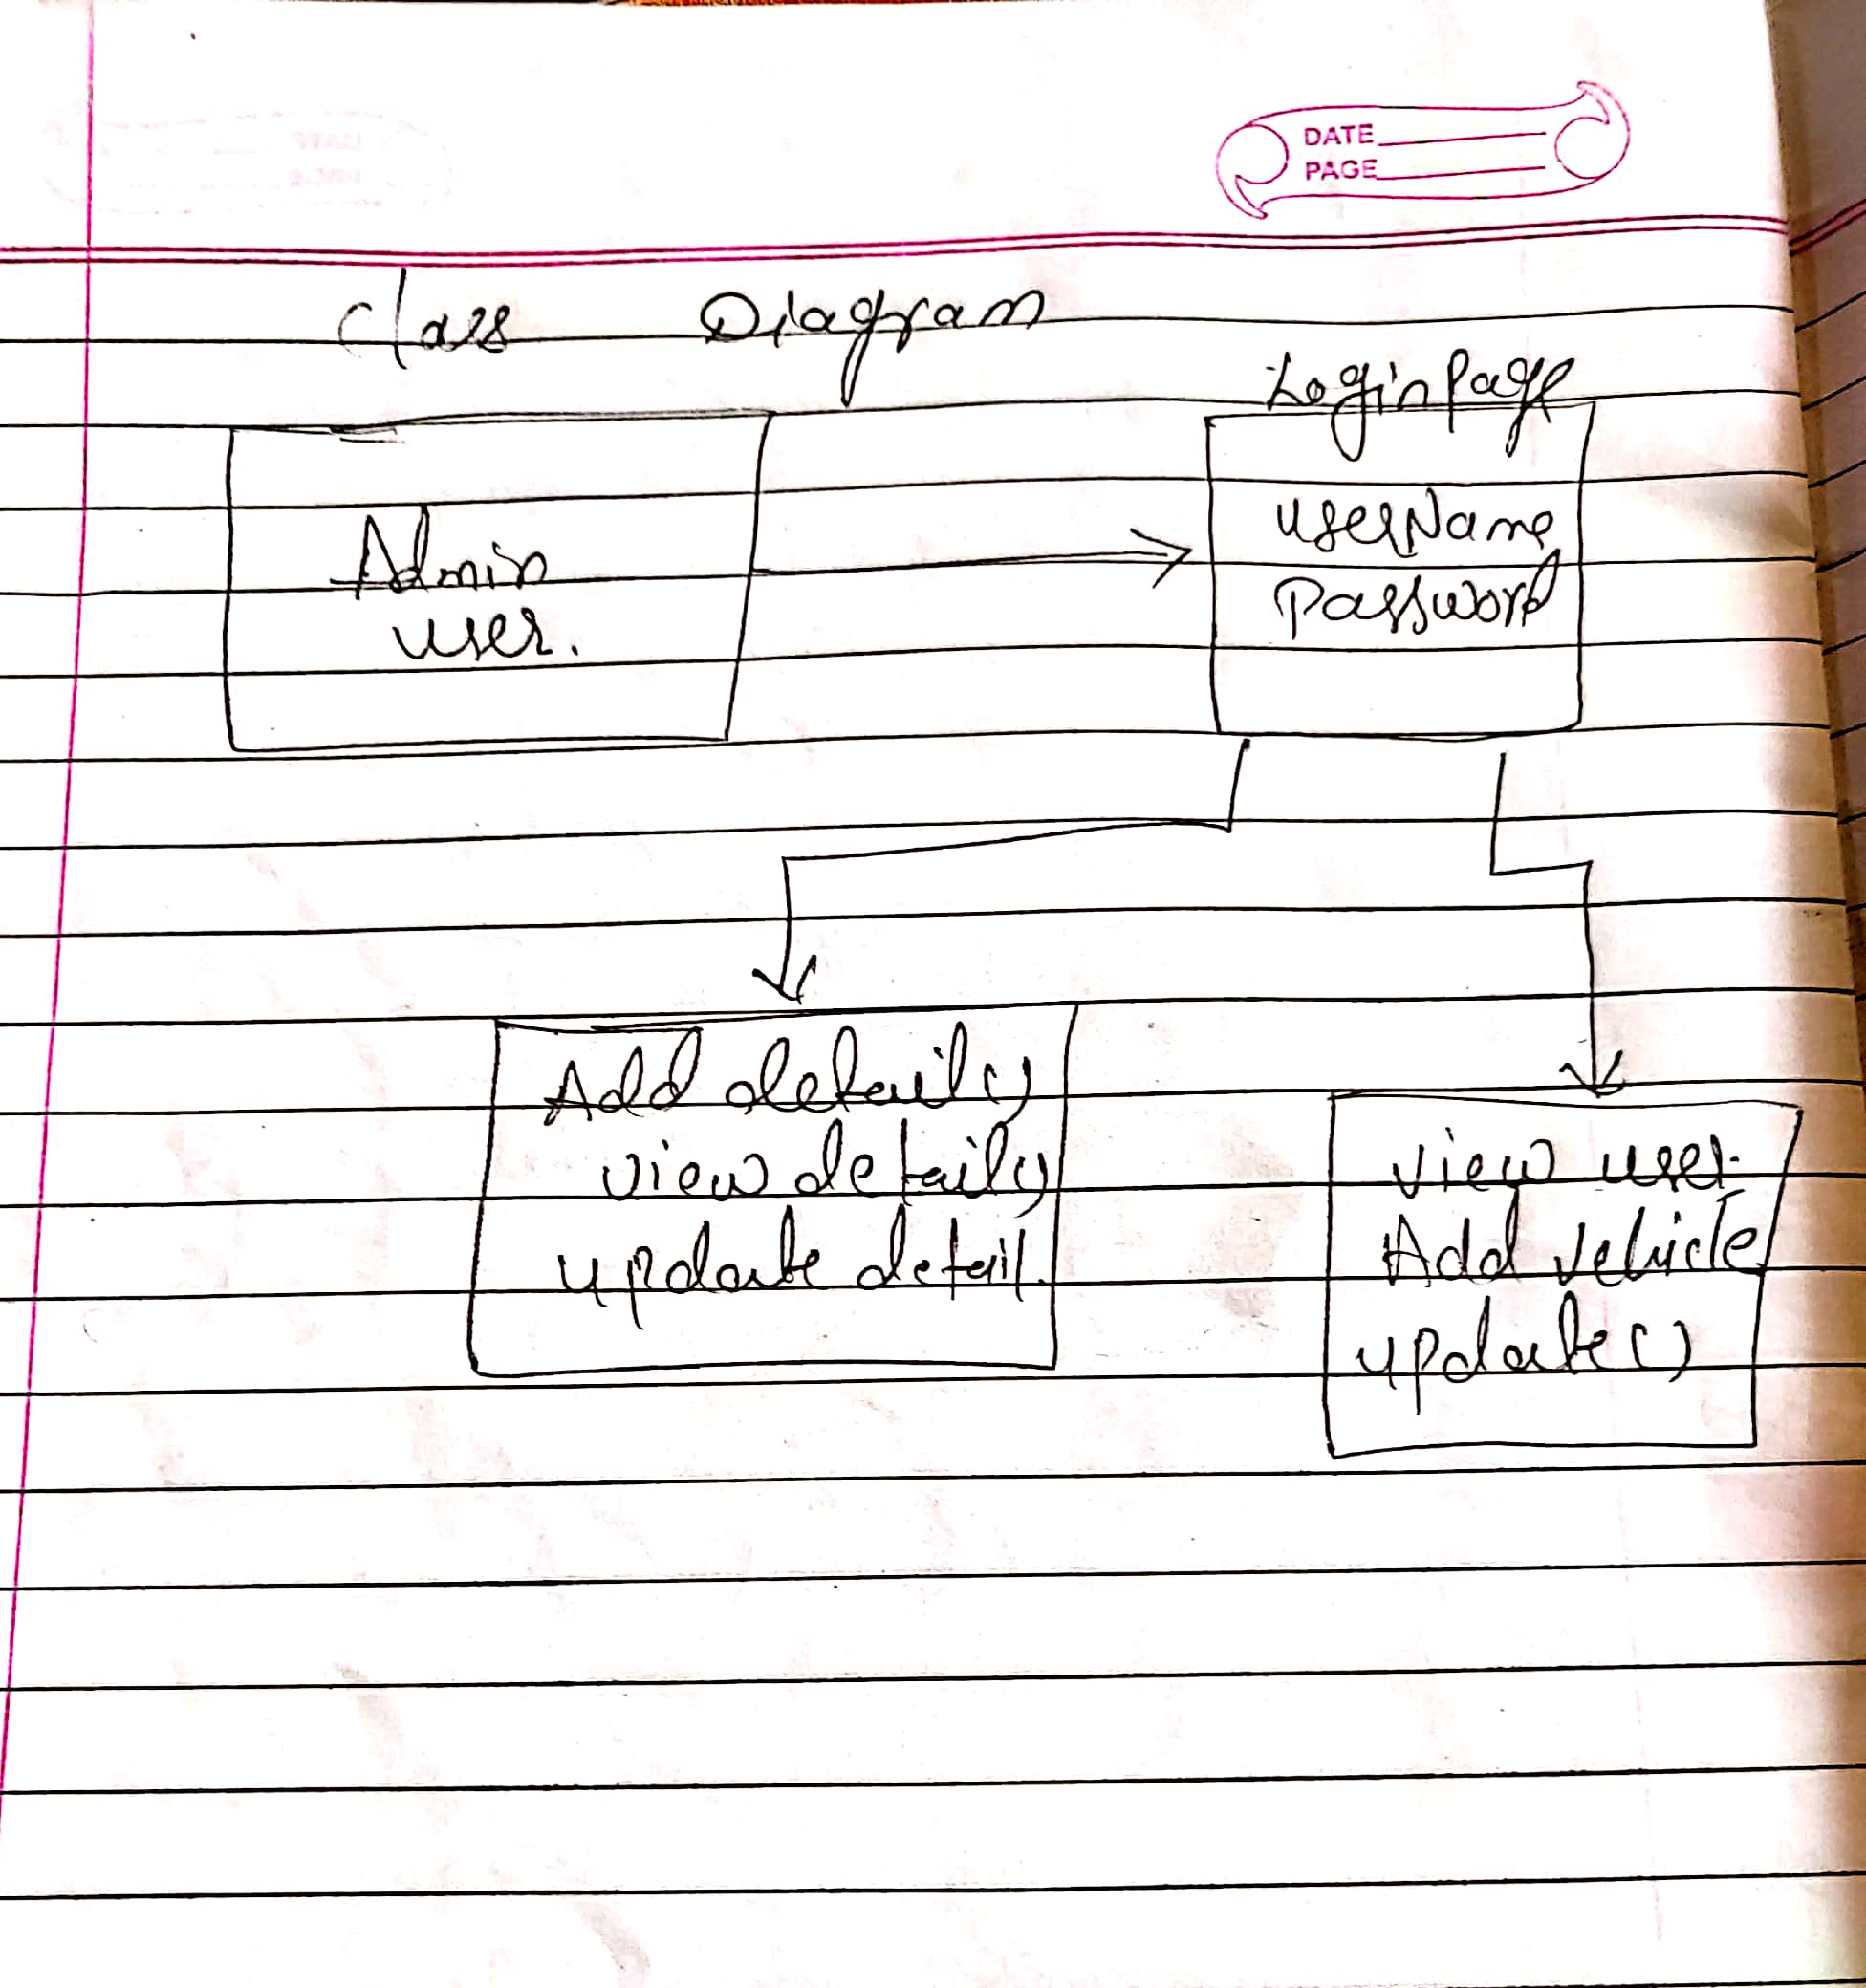 DATE
PAGE
Class Diagram
Login Page
Admin
user.
userName
Password
Add details
view details
update detail.
view user.
Add vehicle
update()